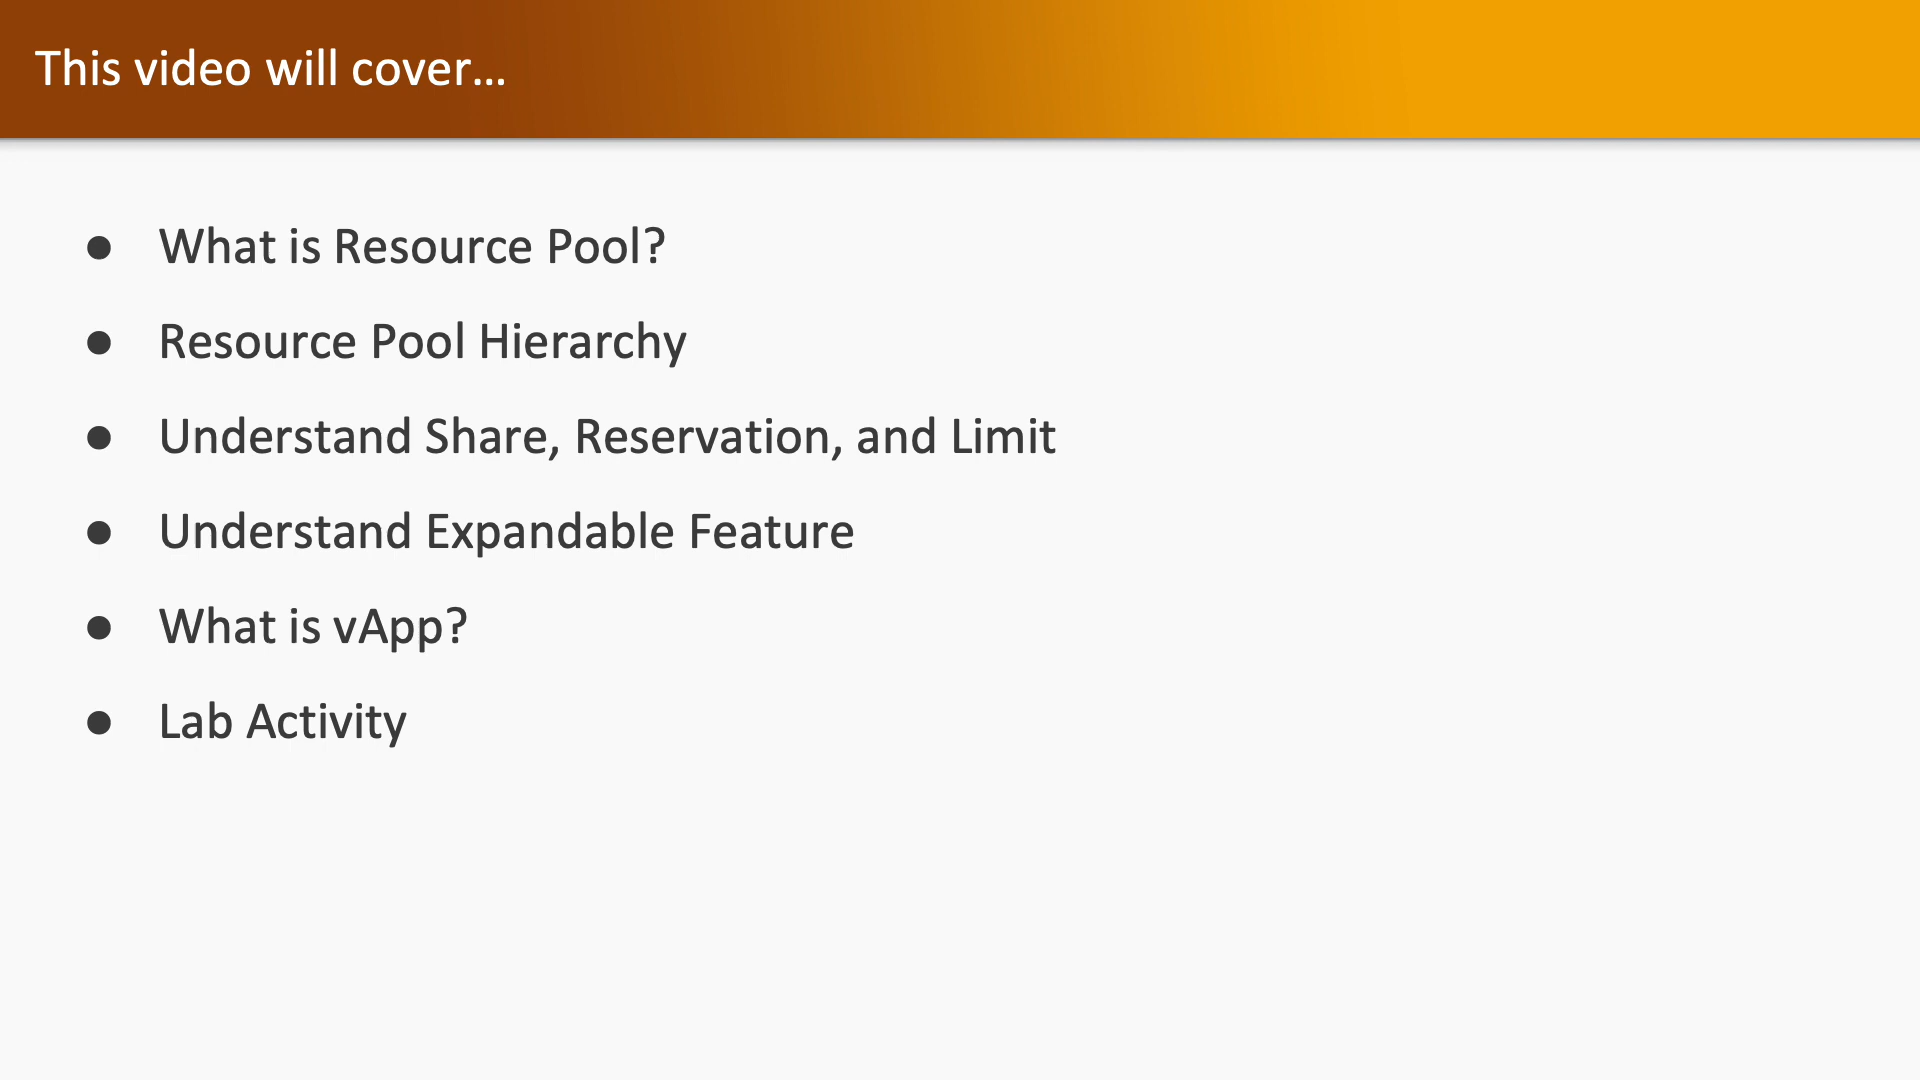 This video will cover...
● What is Resource Pool?
● Resource Pool Hierarchy
● Understand Share, Reservation, and Limit
● Understand Expandable Feature
● What is vApp?
● Lab Activity